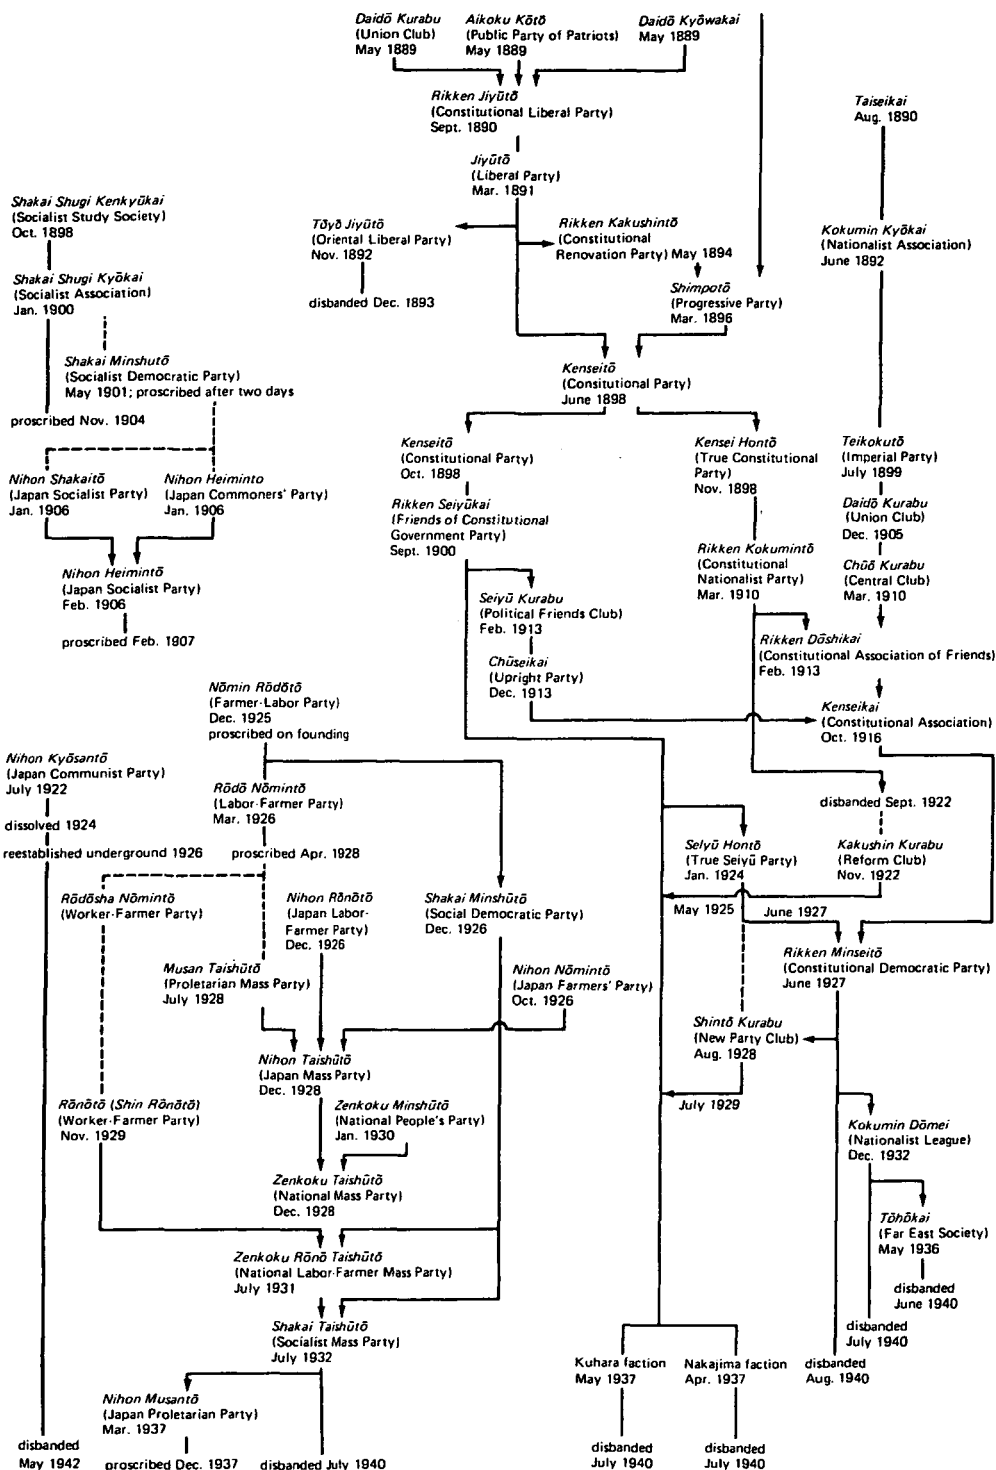 Daidō Kurabu
(Union Club)
May 1889
Aikoku Kōtō
(Public Party of Patriots)
May 1889
Daidō Kyōwakai
May 1889
Rikken Jiyūtō
(Constitutional Liberal Party)
Sept. 1890
Taiseikai
Aug. 1890
Jiyūtō
(Liberal Party)
Mar. 1891
Shakai Shugi Kenkyūkai
(Socialist Study Society)
Oct. 1898
Tōyō Jiyūtō
(Oriental Liberal Party)
Nov. 1892
Rikken Kakushintō
(Constitutional
Renovation Party) May 1894
Kokumin Kyōkai
(Nationalist Association)
June 1892
Shakai Shugi Kyōkai
(Socialist Association)
Jan. 1900
disbanded Dec. 1893
Shimpotō
(Progressive Party)
Mar. 1896
Shakai Minshutō
(Socialist Democratic Party)
May 1901; proscribed after two days
Kenseitō
(Consitutional Party)
June 1898
proscribed Nov. 1904
Kenseitō
(Constitutional Party)
Oct. 1898
Kensei Hontō
(True Constitutional
Party)
Nov. 1898
Teikokutō
(Imperial Party)
July 1899
Nihon Shakaitō
(Japan Socialist Party)
Jan. 1906
Nihon Heiminto
(Japan Commoners' Party)
Jan. 1906
Rikken Seiyūkai
(Friends of Constitutional
Government Party)
Sept. 1900
Daidō Kurabu
(Union Club)
Dec. 1905
Rikken Kokumintō
(Constitutional
Nationalist Party)
Mar. 1910
Chūō Kurabu
(Central Club)
Mar. 1910
Nihon Heimintō
(Japan Socialist Party)
Feb. 1906
Seiyū Kurabu
(Political Friends Club)
Feb. 1913
proscribed Feb. 1907
Rikken Dōshikai
(Constitutional Association of Friends)
Feb. 1913
Chūseikai
(Upright Party)
Dec. 1913
Nōmin Rōdōtō
(Farmer-Labor Party)
Dec. 1925
proscribed on founding
Kenseikai
(Constitutional Association)
Oct. 1916
Nihon Kyōsantō
(Japan Communist Party)
July 1922
Rōdō Nōmintō
(Labor-Farmer Party)
Mar. 1926
disbanded Sept. 1922
dissolved 1924
reestablished underground 1926
proscribed Apr. 1928
Seiyū Hontō
(True Seiyū Party)
Jan. 1924
Kakushin Kurabu
(Reform Club)
Nov. 1922
Rōdōsha Nōmintō
(Worker-Farmer Party)
Nihon Rōnōtō
(Japan Labor-
Farmer Party)
Dec. 1926
Shakai Minshūtō
(Social Democratic Party)
Dec. 1926
May 1925
June 1927
Musan Taishūtō
(Proletarian Mass Party)
July 1928
Nihon Nōmintō
(Japan Farmers' Party)
Oct. 1926
Rikken Minseitō
(Constitutional Democratic Party)
June 1927
Shintō Kurabu
(New Party Club)
Aug. 1928
Nihon Taishūtō
(Japan Mass Party)
Dec. 1928
July 1929
Rōnōtō (Shin Rōnōtō)
(Worker-Farmer Party)
Nov. 1929
Zenkoku Minshūtō
(National People's Party)
Jan. 1930
Kokumin Dōmei
(Nationalist League)
Dec. 1932
Zenkoku Taishūtō
(National Mass Party)
Dec. 1928
Tōhōkai
(Far East Society)
May 1936
Zenkoku Rōnō Taishūtō
(National Labor-Farmer Mass Party)
July 1931
disbanded
June 1940
Shakai Taishūtō
(Socialist Mass Party)
July 1932
disbanded
July 1940
Kuhara faction
May 1937
Nakajima faction
Apr. 1937
disbanded
Aug. 1940
Nihon Musantō
(Japan Proletarian Party)
Mar. 1937
disbanded
May 1942
proscribed Dec. 1937
disbanded July 1940
disbanded
July 1940
disbanded
July 1940